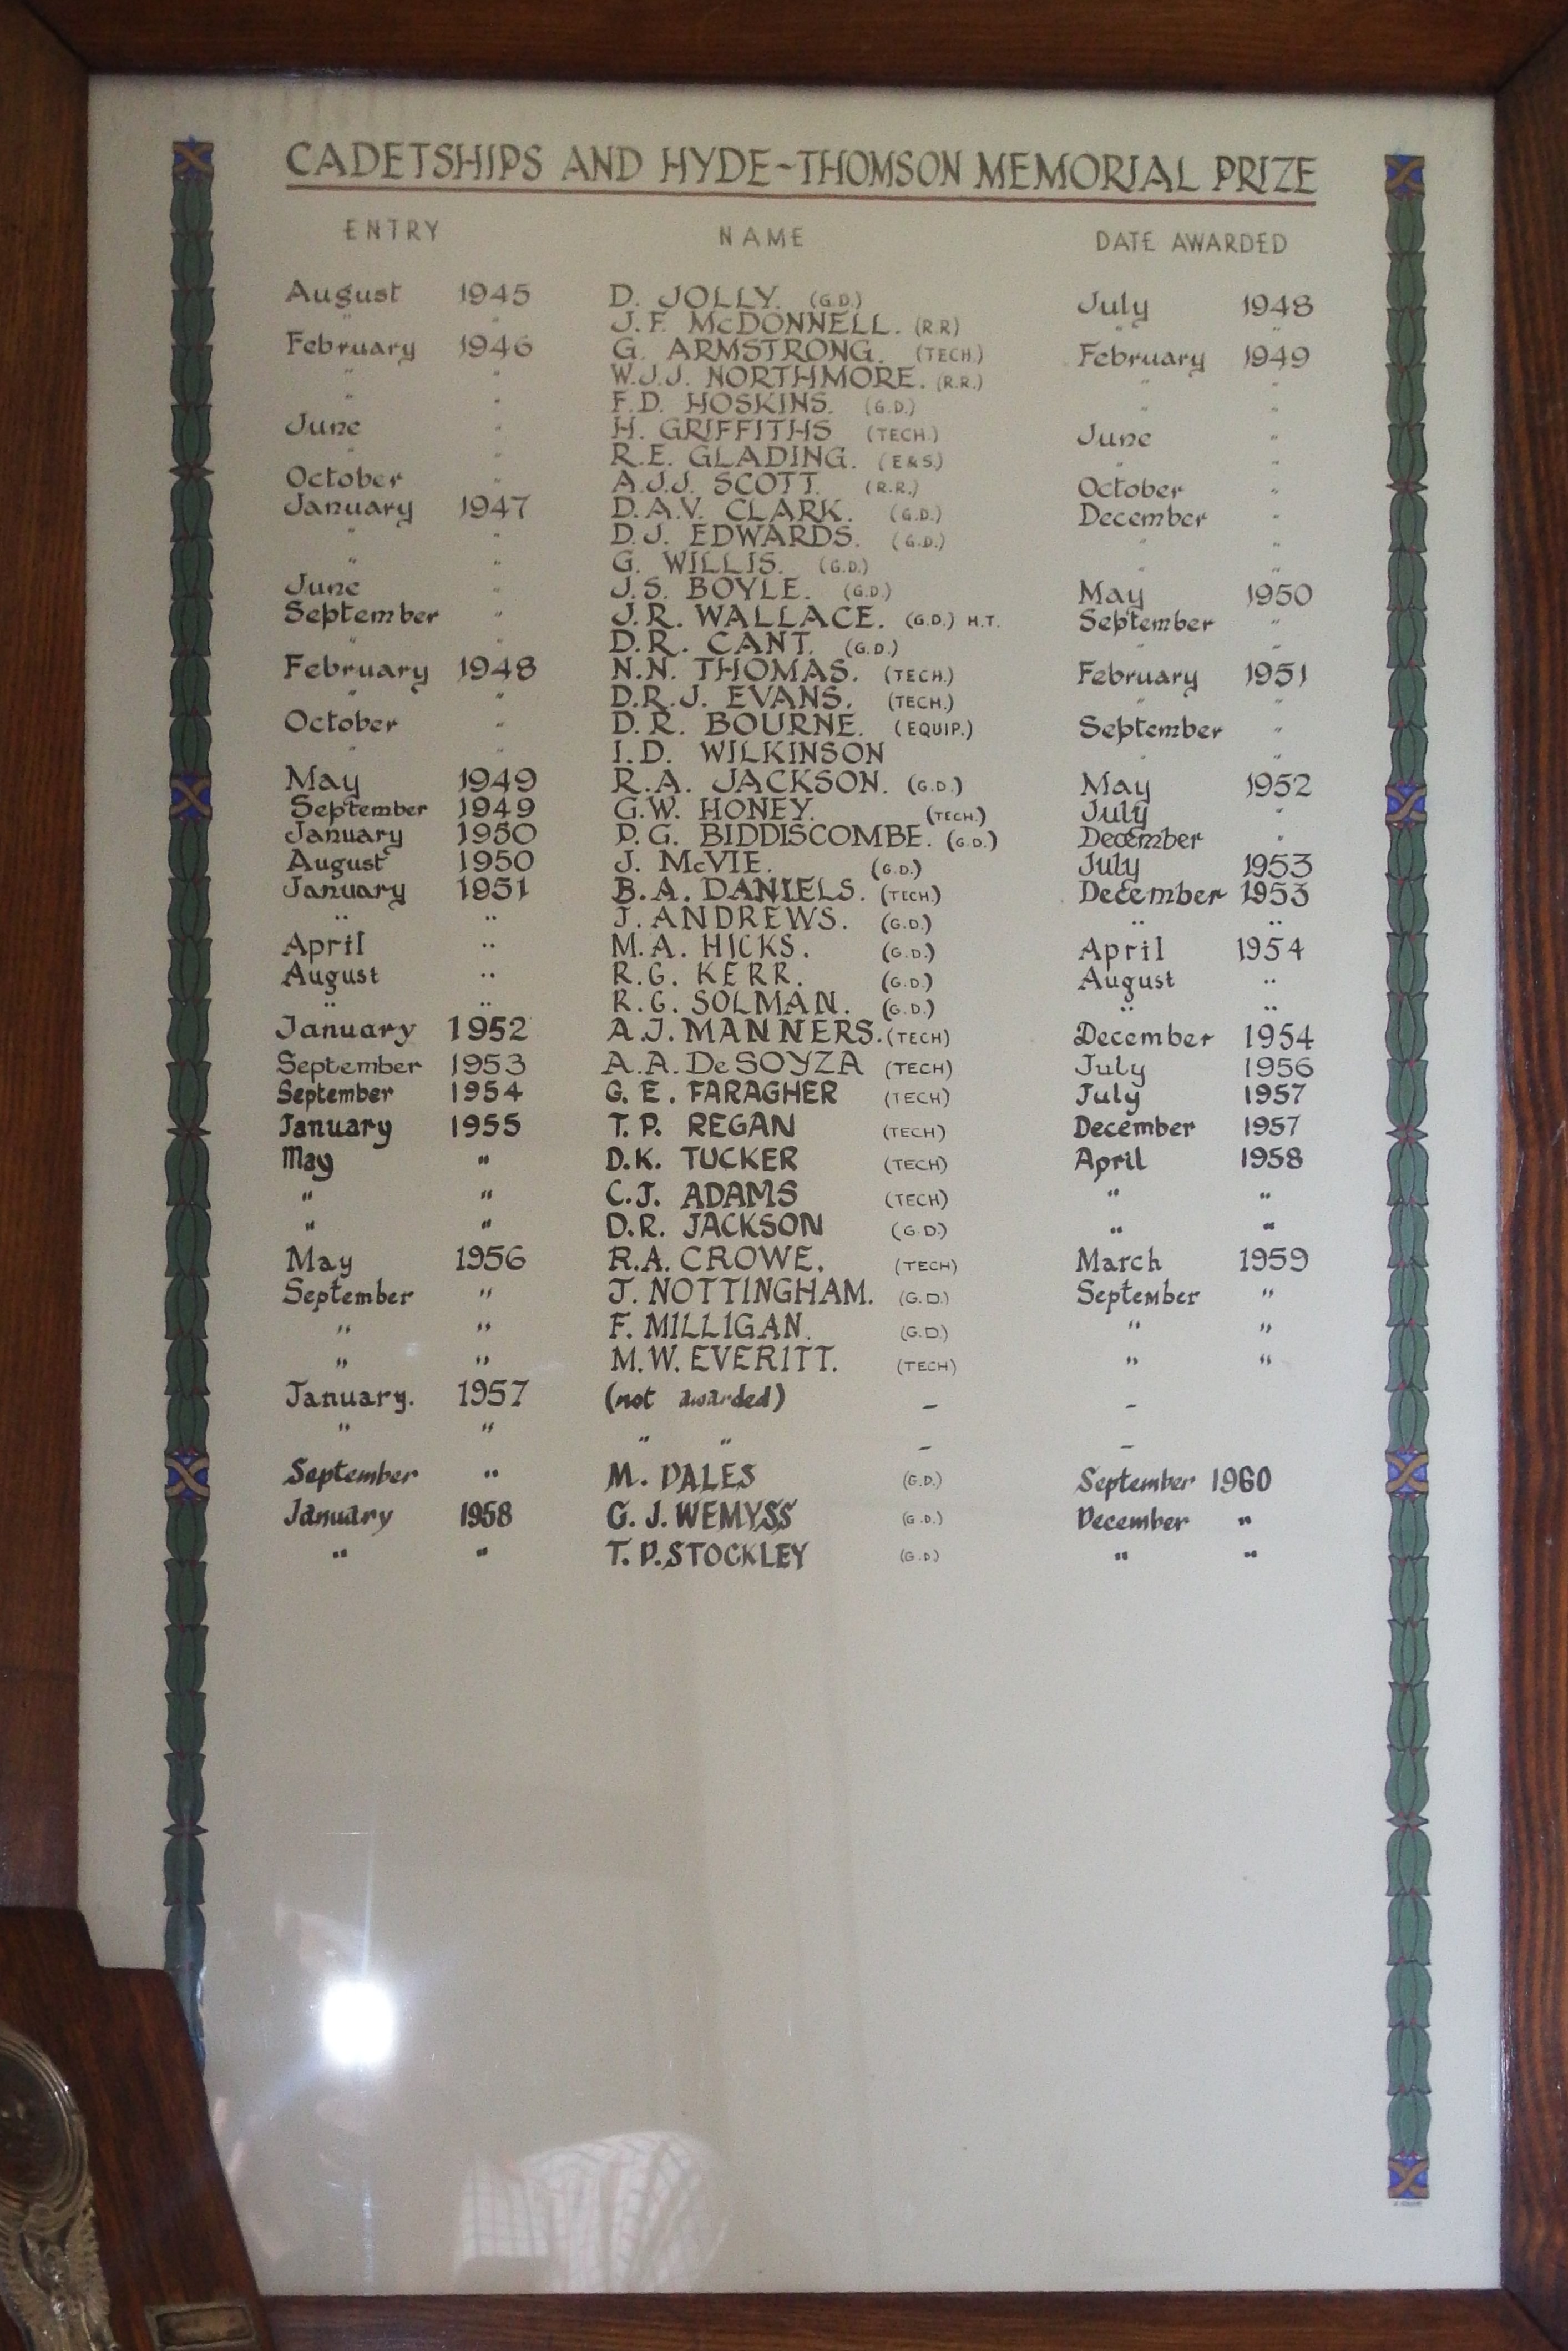 CADETSHIPS AND HYDE~THOMSON MEMORIAL PRIZE
ENTRY NAME DATE AWARDED
August 1945 D. JOLLY. (G.D.) July 1948
" " J.F. McDONNELL. (R.R) " "
February 1946 G. ARMSTRONG. (TECH.) February 1949
" " W.J.J. NORTHMORE. (R.R.) " "
" F.D. HOSKINS. (G.D.) " "
June " H. GRIFFITHS (TECH.) June "
" " R.E. GLADING. (E&S.) " "
October " A.J.J. SCOTT. (R.R.) October "
January 1947 D.A.V. CLARK. (G.D.) December "
" " D.J. EDWARDS. (G.D.) " "
" " G. WILLIS. (G.D.) " "
June " J.S. BOYLE. (G.D.) May 1950
September " J.R. WALLACE. (G.D.) H.T. September "
" " D.R. CANT. (G.D.) " "
February 1948 N.N. THOMAS. (TECH.) February 1951
" " D.R.J. EVANS. (TECH.) " "
October " D.R. BOURNE. (EQUIP.) September "
" " I.D. WILKINSON " "
May 1949 R.A. JACKSON. (G.D.) May 1952
September 1949 G.W. HONEY. (TECH.) July "
January 1950 P.G. BIDDISCOMBE. (G.D.) December "
August 1950 J. McVIE. (G.D.) July 1953
January 1951 B.A. DANIELS. (TECH.) December 1953
" " J. ANDREWS. (G.D.) " "
April " M.A. HICKS. (G.D.) April 1954
August " R.G. KERR. (G.D.) August "
" " R.G. SOLMAN. (G.D.) " "
January 1952 A.J. MANNERS. (TECH) December 1954
September 1953 A.A. De SOYZA (TECH) July 1956
September 1954 G.E. FARAGHER (TECH) July 1957
January 1955 T.P. REGAN (TECH) December 1957
May " D.K. TUCKER (TECH) April 1958
" " C.J. ADAMS (TECH) " "
" " D.R. JACKSON (G.D.) " "
May 1956 R.A. CROWE. (TECH) March 1959
September " J. NOTTINGHAM. (G.D.) September "
" " F. MILLIGAN. (G.D.) " "
" " M.W. EVERITT. (TECH) " "
January. 1957 (not awarded) – –
" " " " – –
September " M. DALES (G.D.) September 1960
January 1958 G. J. WEMYSS (G.D.) December "
" " T. P. STOCKLEY (G.D.) " "